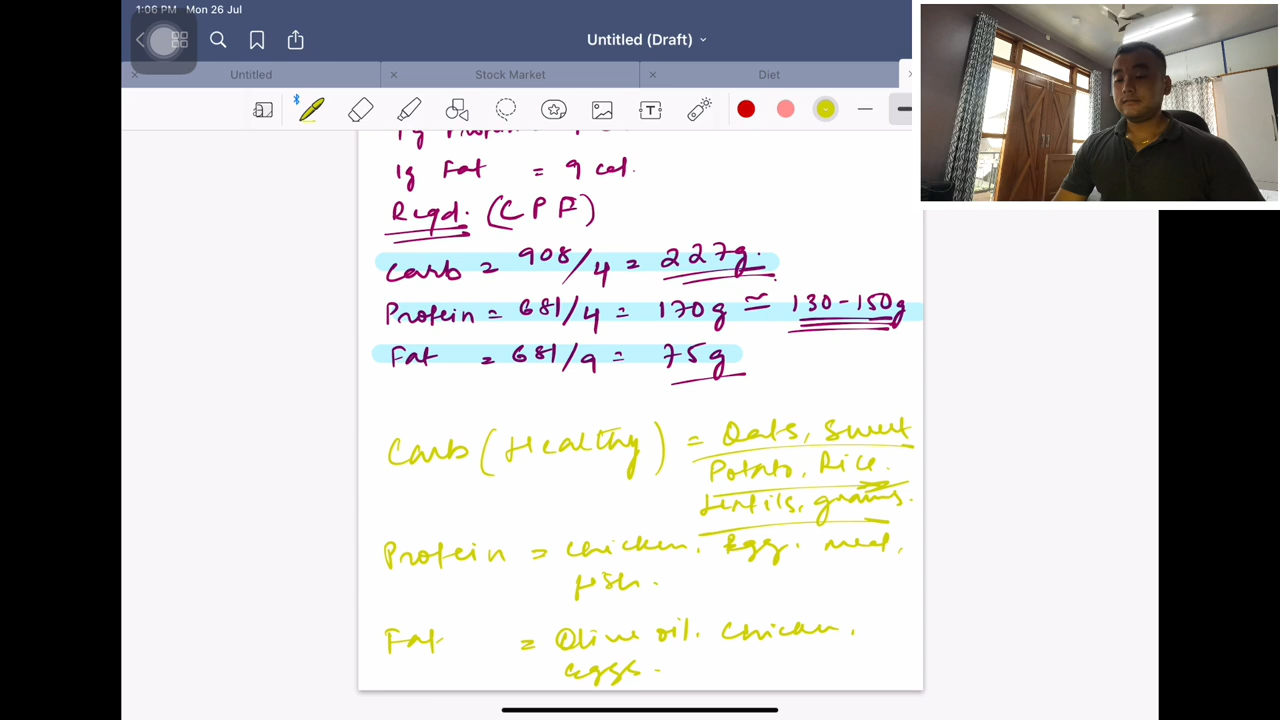 1:06 PM Mon 26 Jul
Untitled (Draft)
Untitled
Stock Market
Diet
1g Fat = 9 cal.
Reqd. (C P F)
Carb = 908/4 = 227g.
Protein = 681/4 = 170g ≃ 130-150g
Fat = 681/9 = 75g
Carb (Healthy) = Oats, Sweet
Potato, Rice.
Lentils, grains.
Protein = Chicken, Egg. meat,
fish.
Fat = Olive oil. Chicken,
eggs.